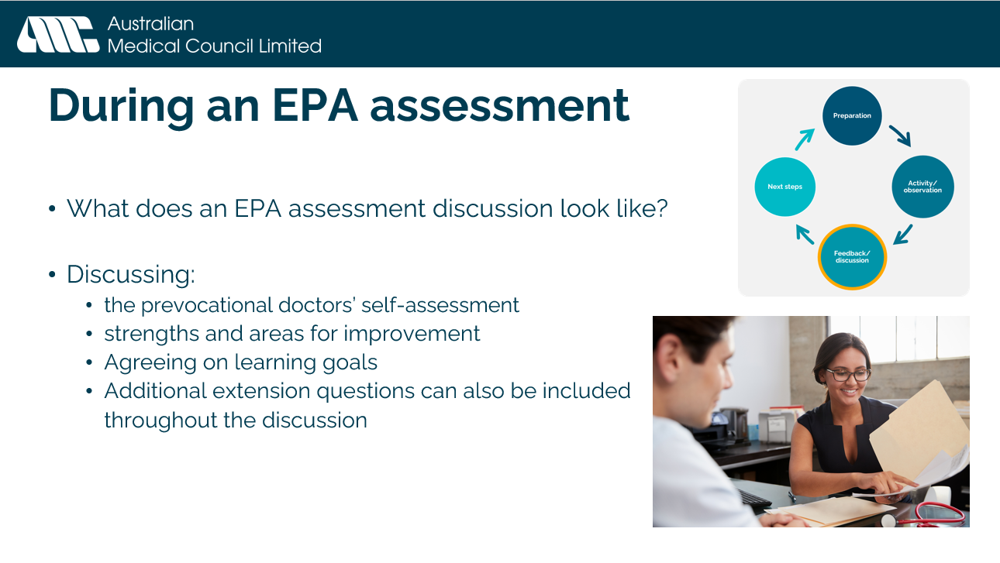 Australian
Medical Council Limited
During an EPA assessment
• What does an EPA assessment discussion look like?
• Discussing:
• the prevocational doctors’ self-assessment
• strengths and areas for improvement
• Agreeing on learning goals
• Additional extension questions can also be included
throughout the discussion
Preparation
Activity/
observation
Feedback/
discussion
Next steps